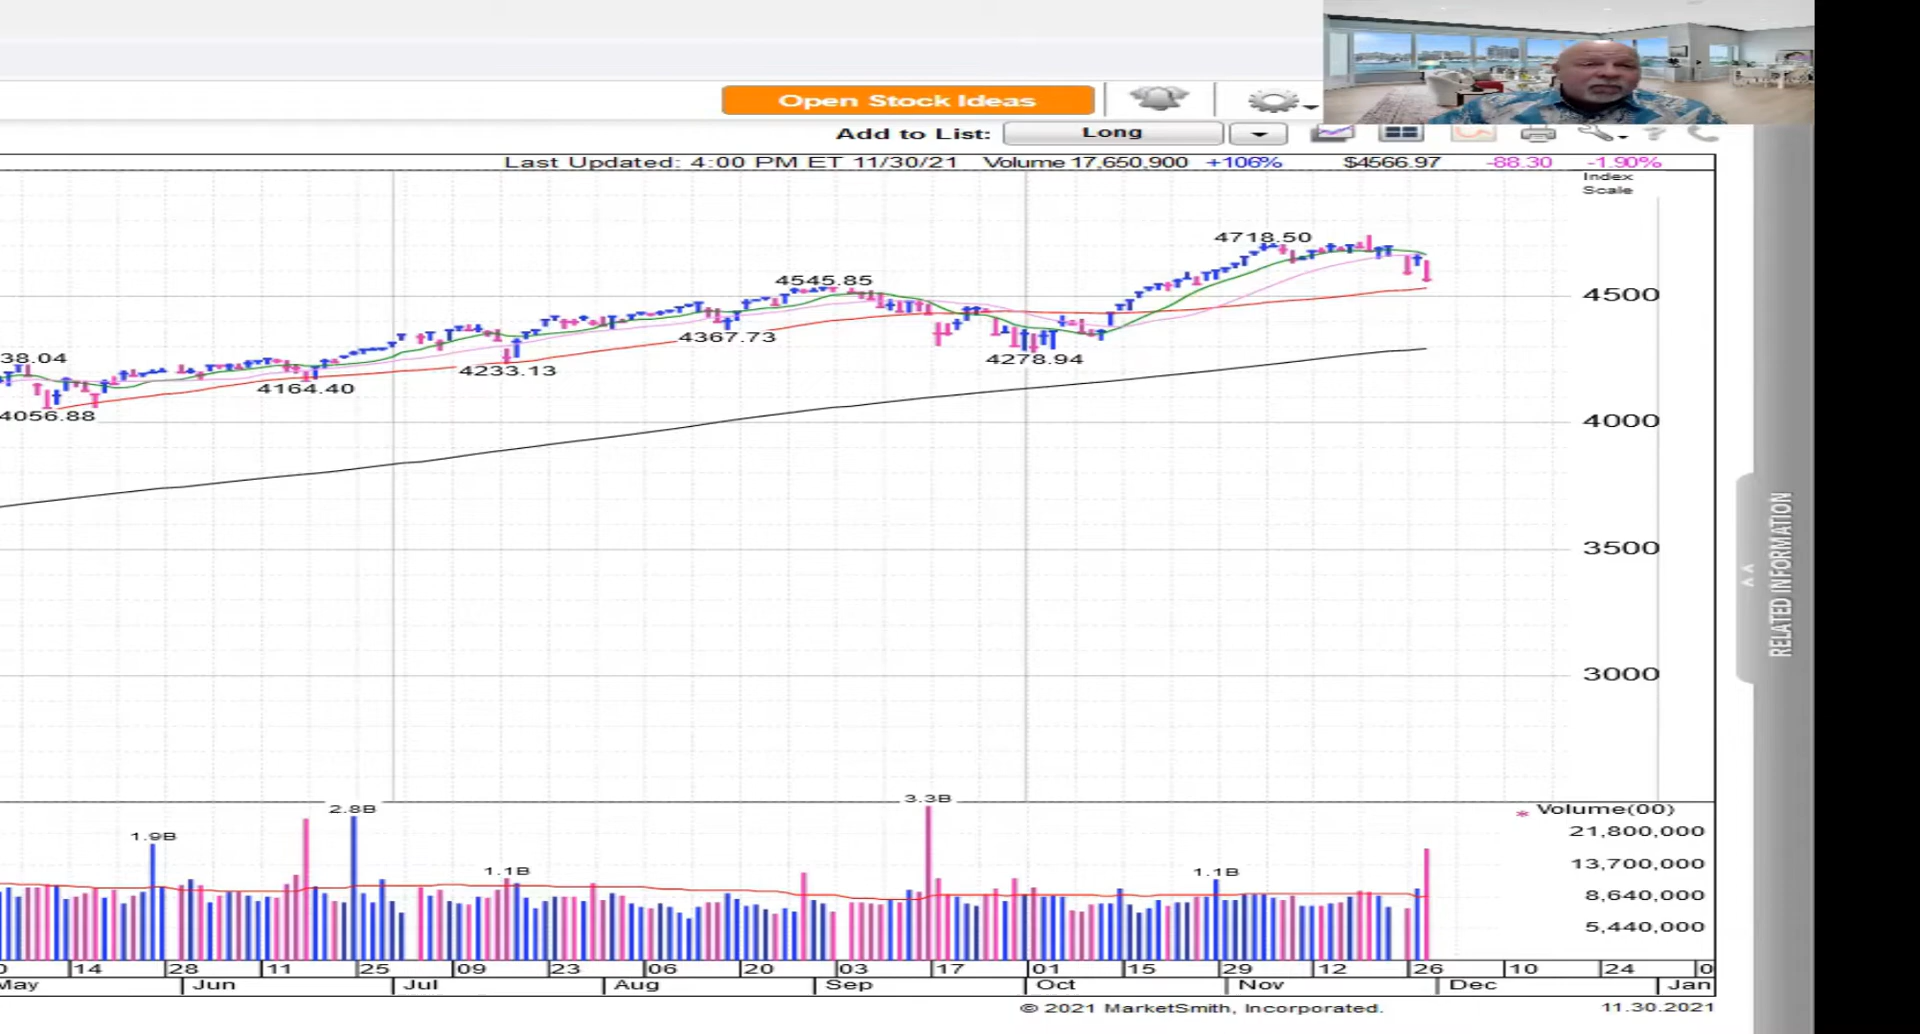 Open Stock Ideas
Add to List: Long
Last Updated: 4:00 PM ET 11/30/21 Volume 17,650,900 +106% $4566.97 -88.30 -1.90%
Index
Scale
4718.50
4545.85
4500
4367.73
38.04
4278.94
4233.13
4164.40
4056.88
4000
3500
RELATED INFORMATION
3000
3.3B
2.8B
* Volume(00)
1.9B
21,800,000
13,700,000
1.1B
1.1B
8,640,000
5,440,000
0 14 28 11 25 09 23 06 20 03 17 01 15 29 12 26 10 24 0
May Jun Jul Aug Sep Oct Nov Dec Jan
© 2021 MarketSmith, Incorporated. 11.30.2021